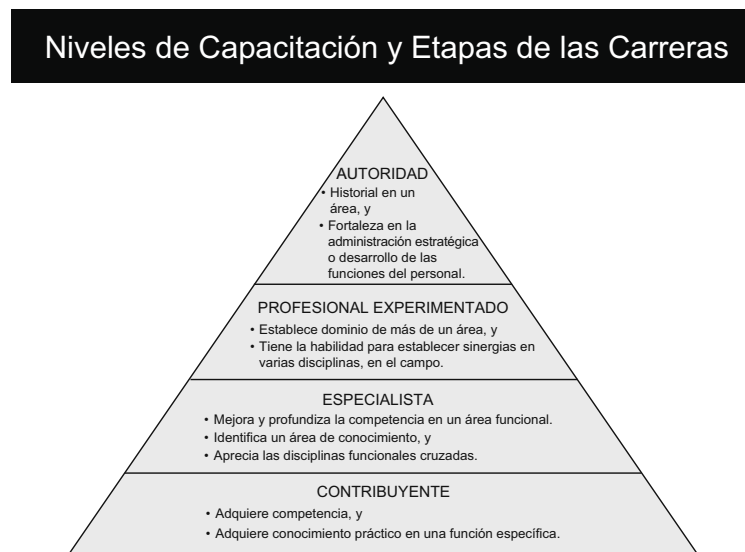 Niveles de Capacitación y Etapas de las Carreras
AUTORIDAD
• Historial en un
área, y
• Fortaleza en la
administración estratégica
o desarrollo de las
funciones del personal.
PROFESIONAL EXPERIMENTADO
• Establece dominio de más de un área, y
• Tiene la habilidad para establecer sinergias en
varias disciplinas, en el campo.
ESPECIALISTA
• Mejora y profundiza la competencia en un área funcional.
• Identifica un área de conocimiento, y
• Aprecia las disciplinas funcionales cruzadas.
CONTRIBUYENTE
• Adquiere competencia, y
• Adquiere conocimiento práctico en una función específica.